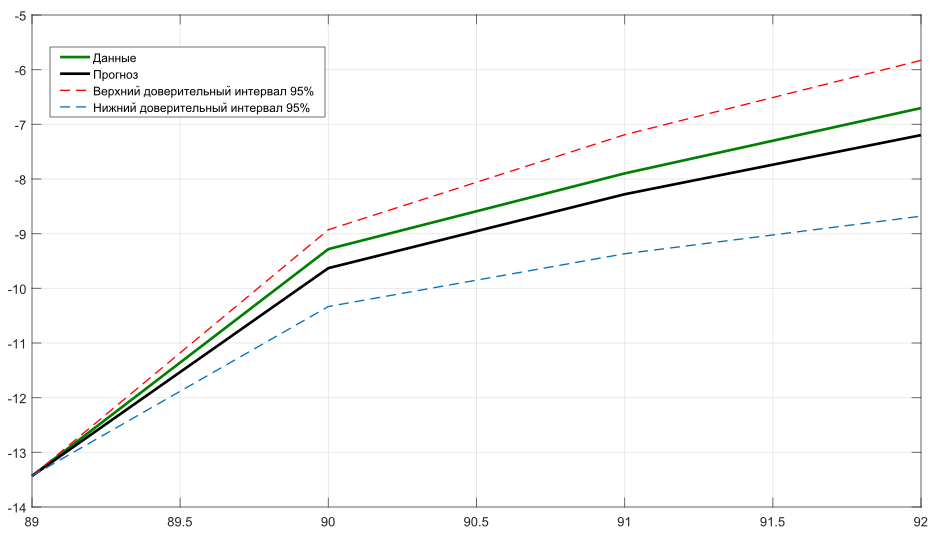 -5
Данные
Прогноз
Верхний доверительный интервал 95%
Нижний доверительный интервал 95%
-6
-7
-8
-9
-10
-11
-12
-13
-14
89 89.5 90 90.5 91 91.5 92